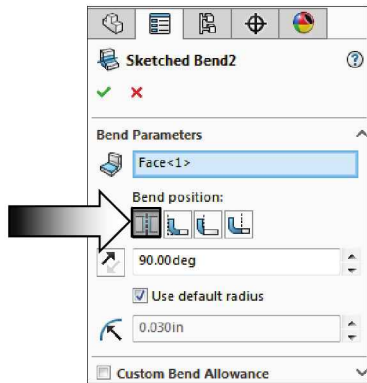 Sketched Bend2
Bend Parameters
Face<1>
Bend position:
90.00deg
Use default radius
0.030in
Custom Bend Allowance